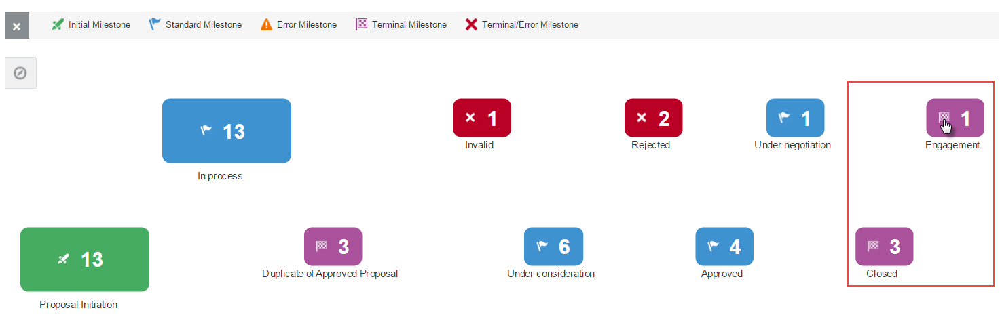 Initial Milestone Standard Milestone Error Milestone Terminal Milestone Terminal/Error Milestone
13
In process
1
Invalid
2
Rejected
1
Under negotiation
1
Engagement
13
Proposal Initiation
3
Duplicate of Approved Proposal
6
Under consideration
4
Approved
3
Closed